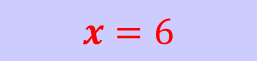 x = 6